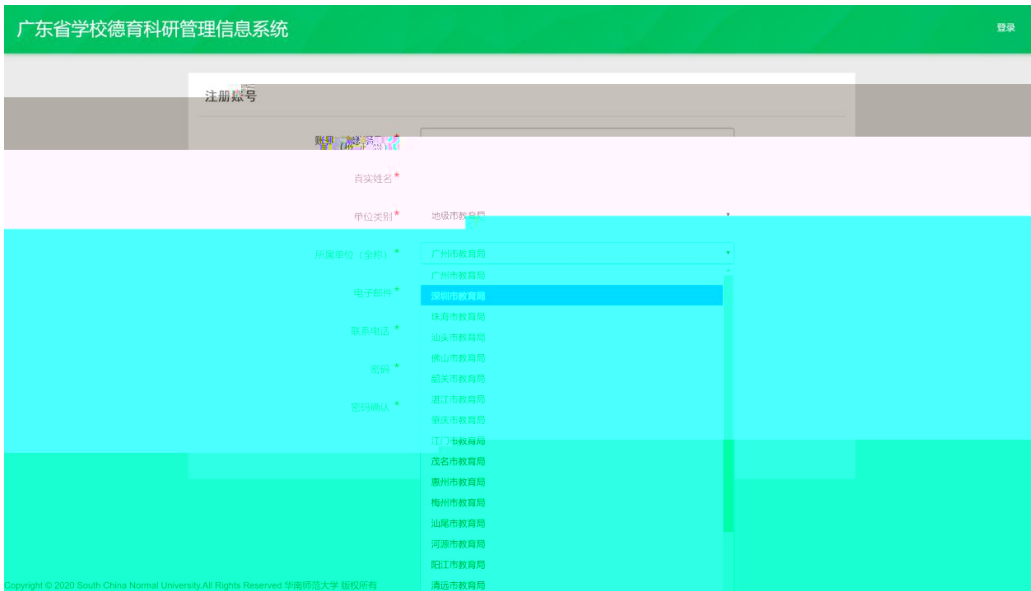 广东省学校德育科研管理信息系统
登录
注册账号
真实姓名 *
单位类别 * 地级市教育局
所属单位（全称） * 广州市教育局
广州市教育局
电子邮件 *
深圳市教育局
珠海市教育局
联系电话 *
汕头市教育局
佛山市教育局
密码 *
韶关市教育局
湛江市教育局
密码确认 *
肇庆市教育局
江门市教育局
茂名市教育局
惠州市教育局
梅州市教育局
汕尾市教育局
河源市教育局
阳江市教育局
清远市教育局
Copyright © 2020 South China Normal University.All Rights Reserved 华南师范大学 版权所有